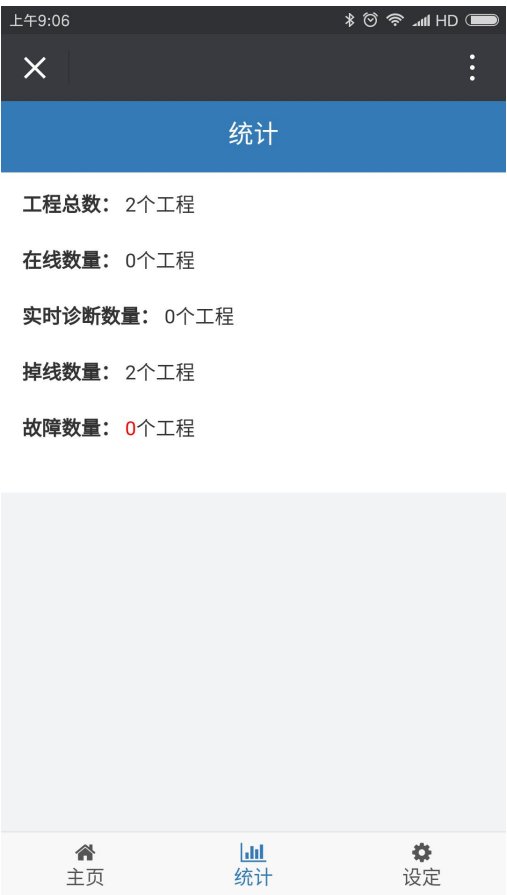 上午9:06 HD
统计
工程总数： 2个工程
在线数量： 0个工程
实时诊断数量： 0个工程
掉线数量： 2个工程
故障数量： 0个工程
主页 统计 设定